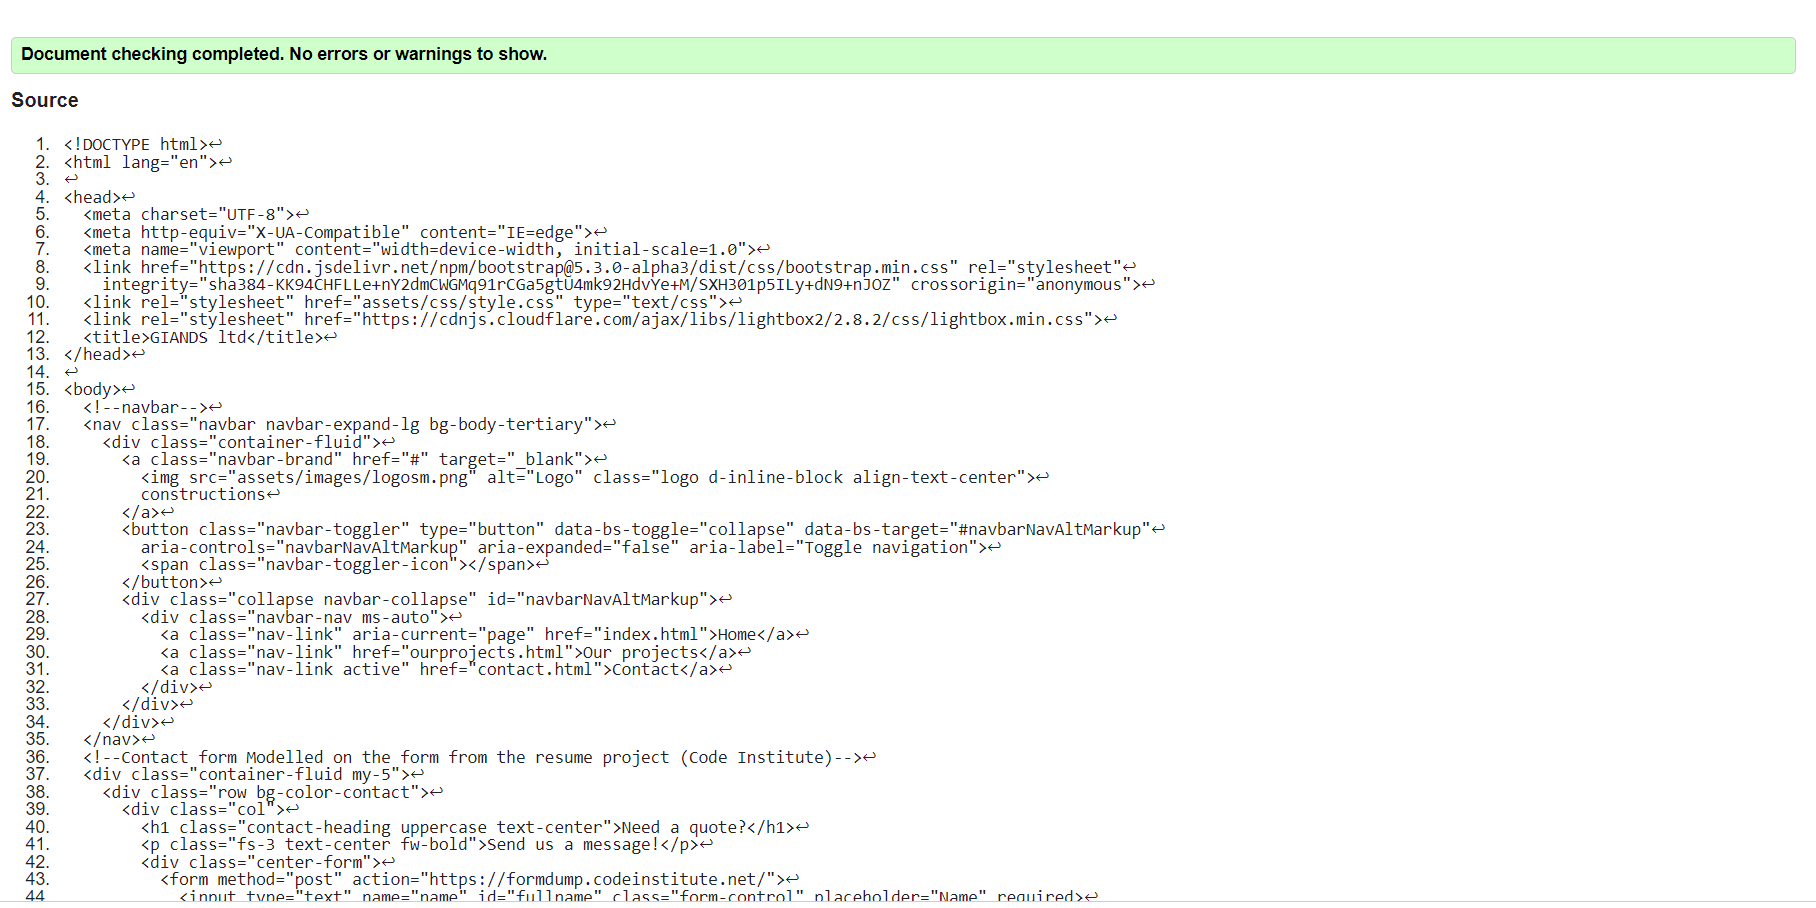 Document checking completed. No errors or warnings to show.
Source
1. <!DOCTYPE html>↩
2. <html lang="en">↩
3. ↩
4. <head>↩
5. <meta charset="UTF-8">↩
6. <meta http-equiv="X-UA-Compatible" content="IE=edge">↩
7. <meta name="viewport" content="width=device-width, initial-scale=1.0">↩
8. <link href="https://cdn.jsdelivr.net/npm/bootstrap@5.3.0-alpha3/dist/css/bootstrap.min.css" rel="stylesheet"↩
9. integrity="sha384-KK94CHFLLe+nY2dmCWGMq91rCGa5gtU4mk92HdvYe+M/SXH301p5ILy+dN9+nJOZ" crossorigin="anonymous">↩
10. <link rel="stylesheet" href="assets/css/style.css" type="text/css">↩
11. <link rel="stylesheet" href="https://cdnjs.cloudflare.com/ajax/libs/lightbox2/2.8.2/css/lightbox.min.css">↩
12. <title>GIANDS ltd</title>↩
13. </head>↩
14. ↩
15. <body>↩
16. <!--navbar-->↩
17. <nav class="navbar navbar-expand-lg bg-body-tertiary">↩
18. <div class="container-fluid">↩
19. <a class="navbar-brand" href="#" target="_blank">↩
20. <img src="assets/images/logosm.png" alt="Logo" class="logo d-inline-block align-text-center">↩
21. constructions↩
22. </a>↩
23. <button class="navbar-toggler" type="button" data-bs-toggle="collapse" data-bs-target="#navbarNavAltMarkup"↩
24. aria-controls="navbarNavAltMarkup" aria-expanded="false" aria-label="Toggle navigation">↩
25. <span class="navbar-toggler-icon"></span>↩
26. </button>↩
27. <div class="collapse navbar-collapse" id="navbarNavAltMarkup">↩
28. <div class="navbar-nav ms-auto">↩
29. <a class="nav-link" aria-current="page" href="index.html">Home</a>↩
30. <a class="nav-link" href="ourprojects.html">Our projects</a>↩
31. <a class="nav-link active" href="contact.html">Contact</a>↩
32. </div>↩
33. </div>↩
34. </div>↩
35. </nav>↩
36. <!--Contact form Modelled on the form from the resume project (Code Institute)-->↩
37. <div class="container-fluid my-5">↩
38. <div class="row bg-color-contact">↩
39. <div class="col">↩
40. <h1 class="contact-heading uppercase text-center">Need a quote?</h1>↩
41. <p class="fs-3 text-center fw-bold">Send us a message!</p>↩
42. <div class="center-form">↩
43. <form method="post" action="https://formdump.codeinstitute.net/">↩
44 <input type="text" name="name" id="fullname" class="form-control" placeholder="Name" required>↩